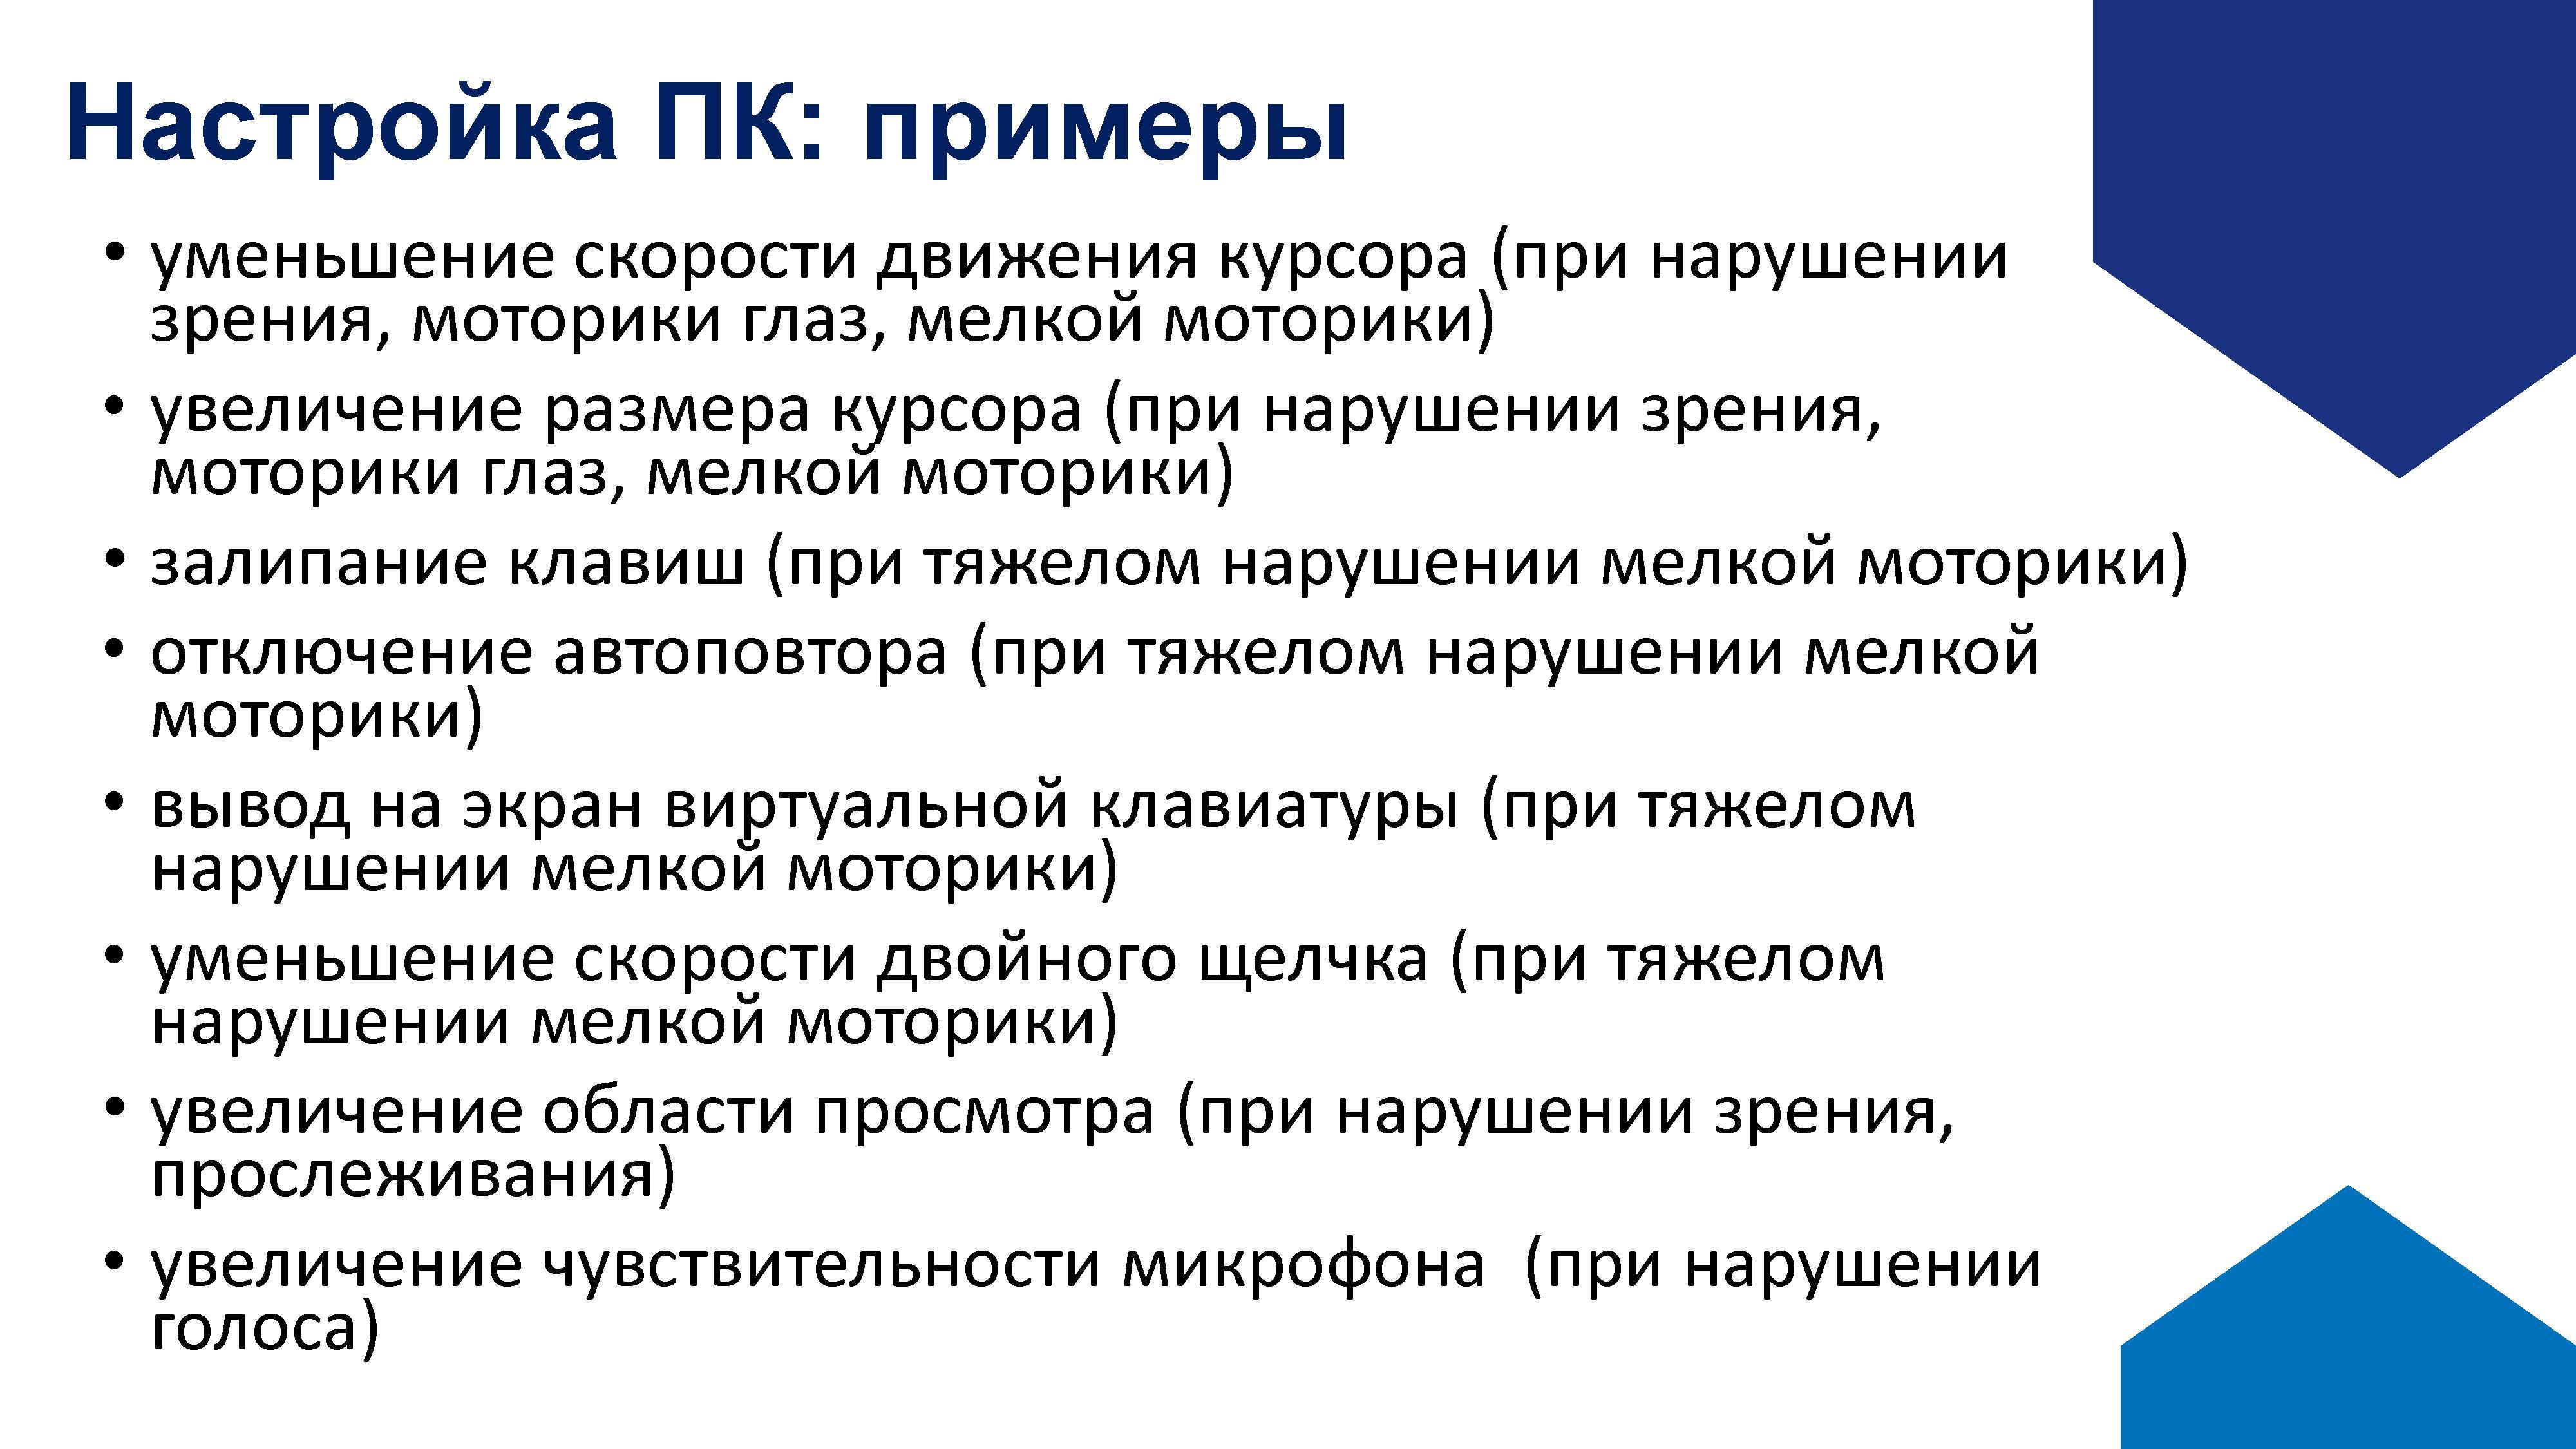 Настройка ПК: примеры
• уменьшение скорости движения курсора (при нарушении
зрения, моторики глаз, мелкой моторики)
• увеличение размера курсора (при нарушении зрения,
моторики глаз, мелкой моторики)
• залипание клавиш (при тяжелом нарушении мелкой моторики)
• отключение автоповтора (при тяжелом нарушении мелкой
моторики)
• вывод на экран виртуальной клавиатуры (при тяжелом
нарушении мелкой моторики)
• уменьшение скорости двойного щелчка (при тяжелом
нарушении мелкой моторики)
• увеличение области просмотра (при нарушении зрения,
прослеживания)
• увеличение чувствительности микрофона  (при нарушении
голоса)